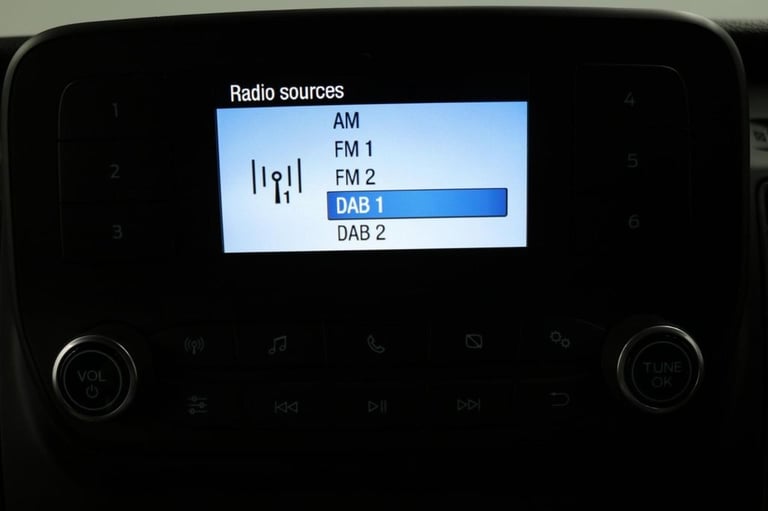 Radio sources
AM
FM 1
FM 2
DAB 1
DAB 2
1
1
2
3
4
5
6
VOL
TUNE
OK